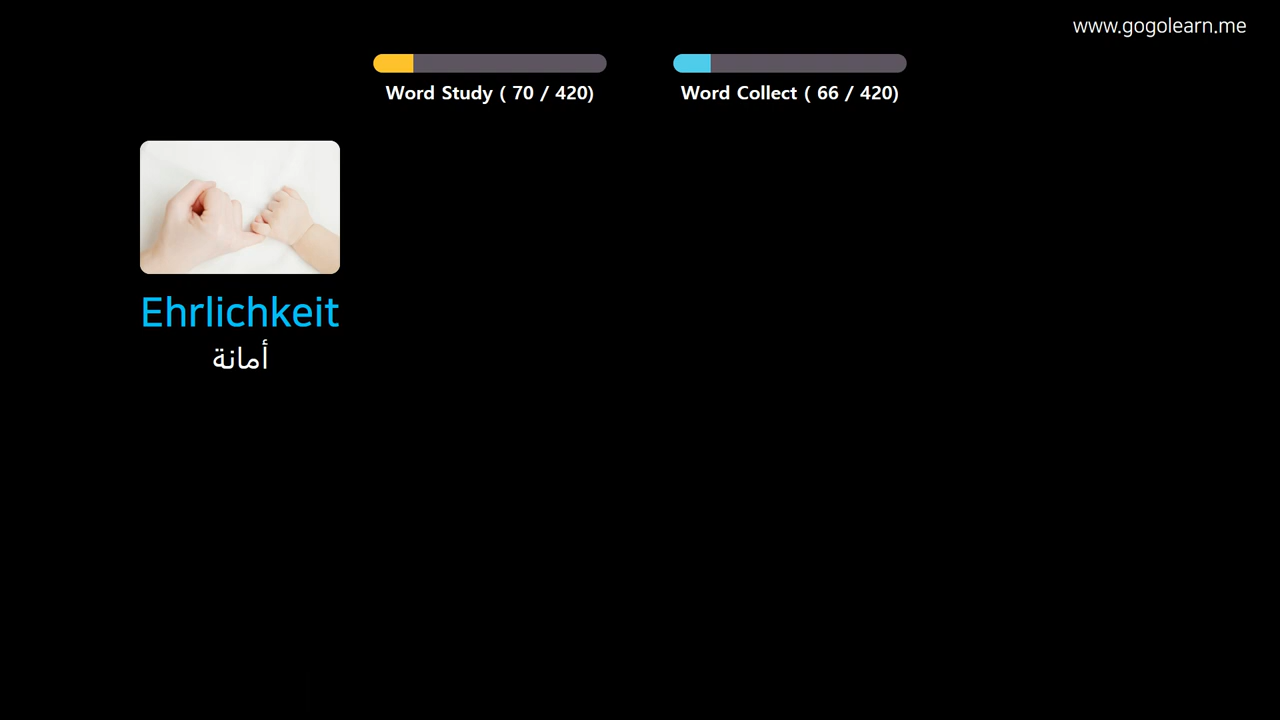 www.gogolearn.me
Word Study ( 70 / 420)
Word Collect ( 66 / 420)
Ehrlichkeit
أمانة